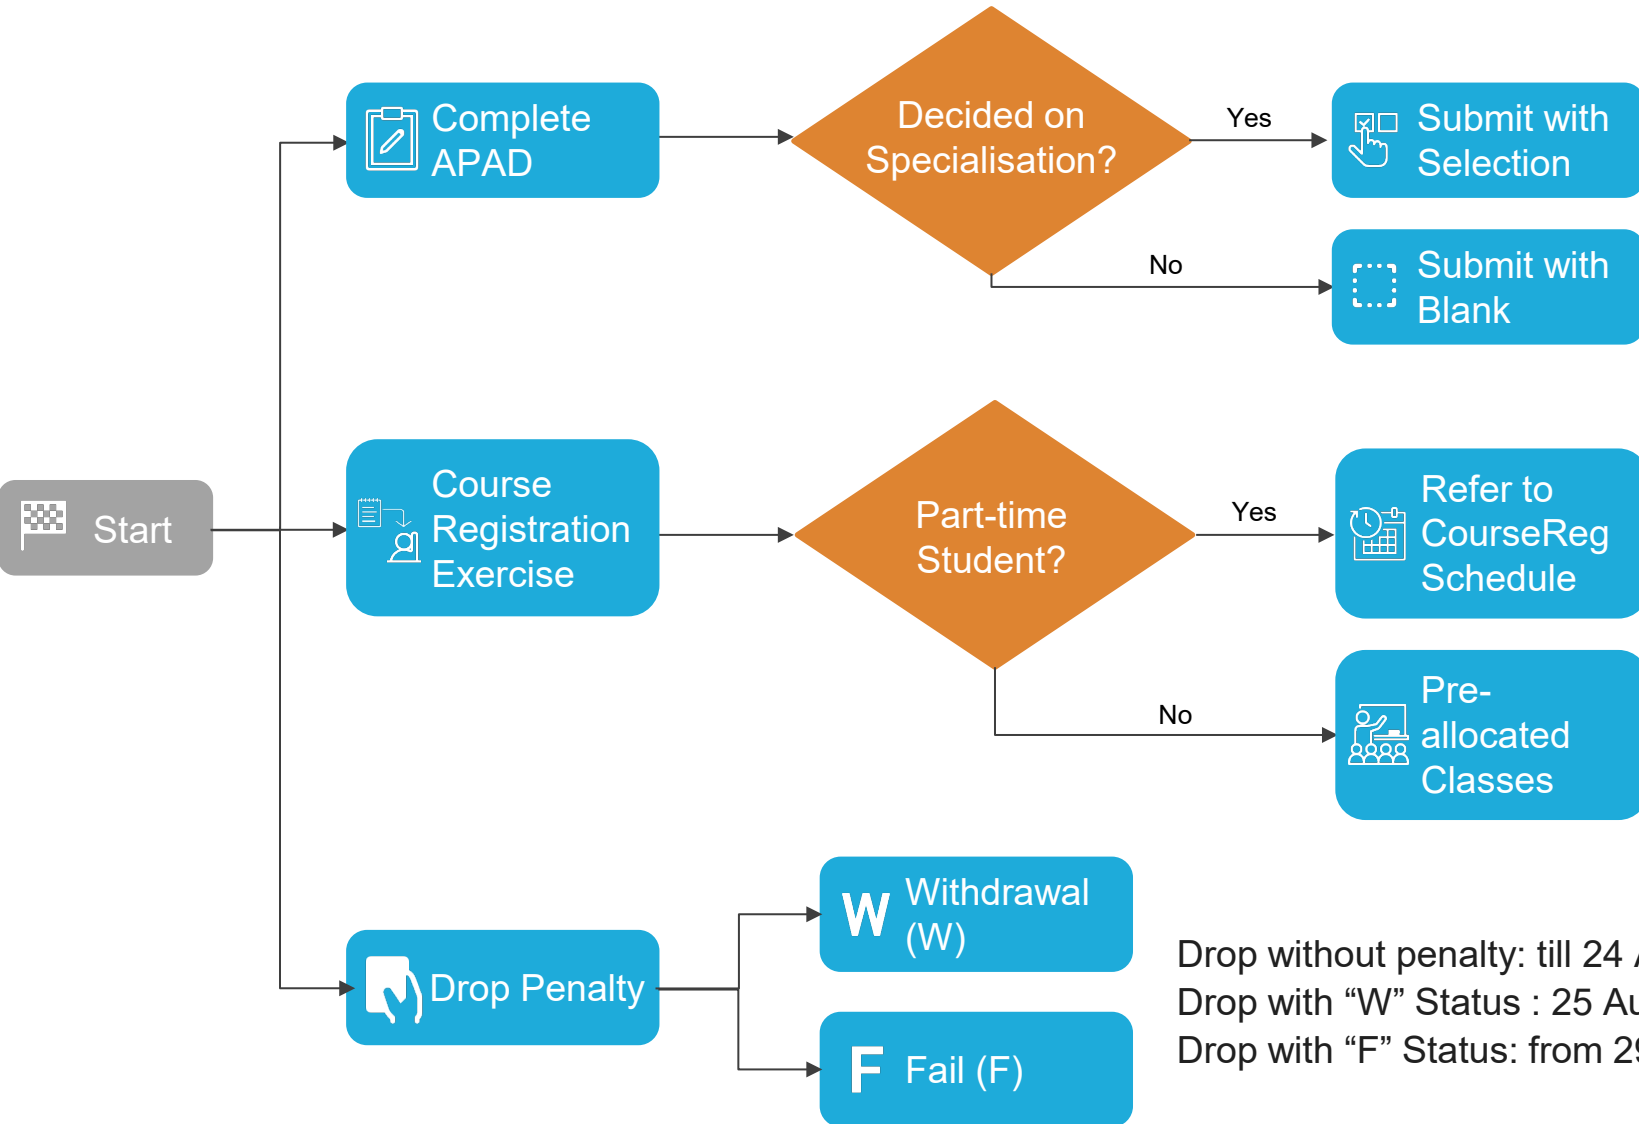 Complete
APAD
Decided on
Specialisation?
Yes
Submit with
Selection
No
Submit with
Blank
Start
Course
Registration
Exercise
Part-time
Student?
Yes
Refer to
CourseReg
Schedule
No
Pre-
allocated
Classes
Drop Penalty
W Withdrawal
(W)
F Fail (F)
Drop without penalty: till 24
Drop with “W” Status : 25
Drop with “F” Status: from